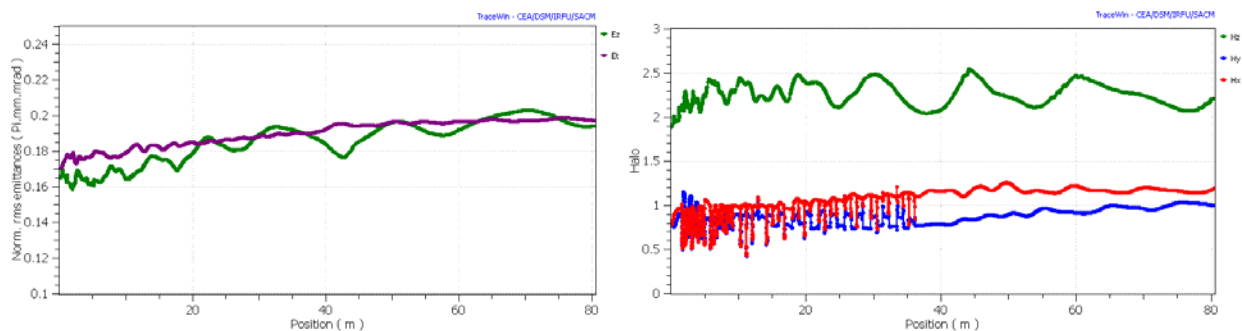 TraceWin - CEA/DSM/IRFU/SACM
Ez
Et
0.24
0.22
0.2
0.18
0.16
0.14
0.12
0.1
Norm. rms emittances ( Pi.mm.mrad )
20
40
60
80
Position ( m )
TraceWin - CEA/DSM/IRFU/SACM
Hz
Hy
Hx
3
2.5
2
1.5
1
0.5
0
Halo
20
40
60
80
Position ( m )